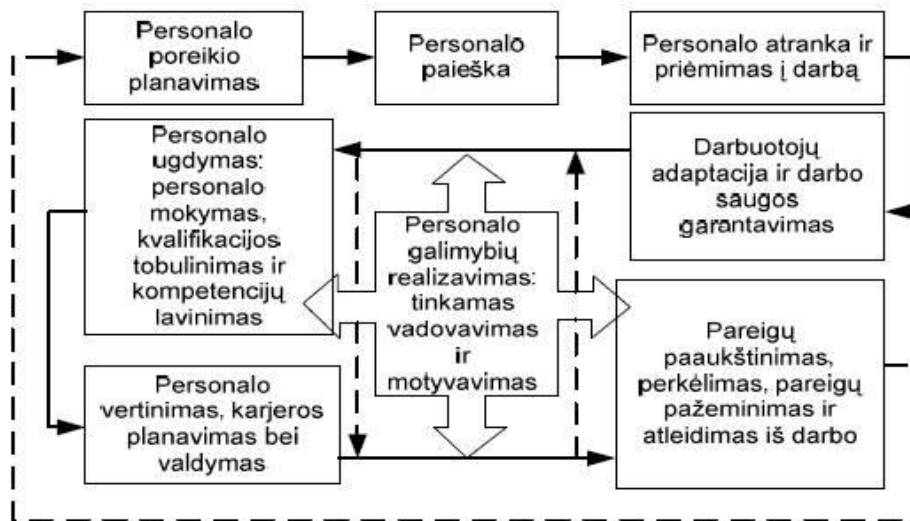 Personalo
poreikio
planavimas
Personalo
paieška
Personalo atranka ir
priėmimas į darbą
Personalo
ugdymas:
personalo
mokymas,
kvalifikacijos
tobulinimas ir
kompetencijų
lavinimas
Personalo
galimybių
realizavimas:
tinkamas
vadovavimas
ir
motyvavimas
Darbuotojų
adaptacija ir darbo
saugos
garantavimas
Personalo
vertinimas, karjeros
planavimas bei
valdymas
Pareigų
paaukštinimas,
perkėlimas, pareigų
pažeminimas ir
atleidimas iš darbo